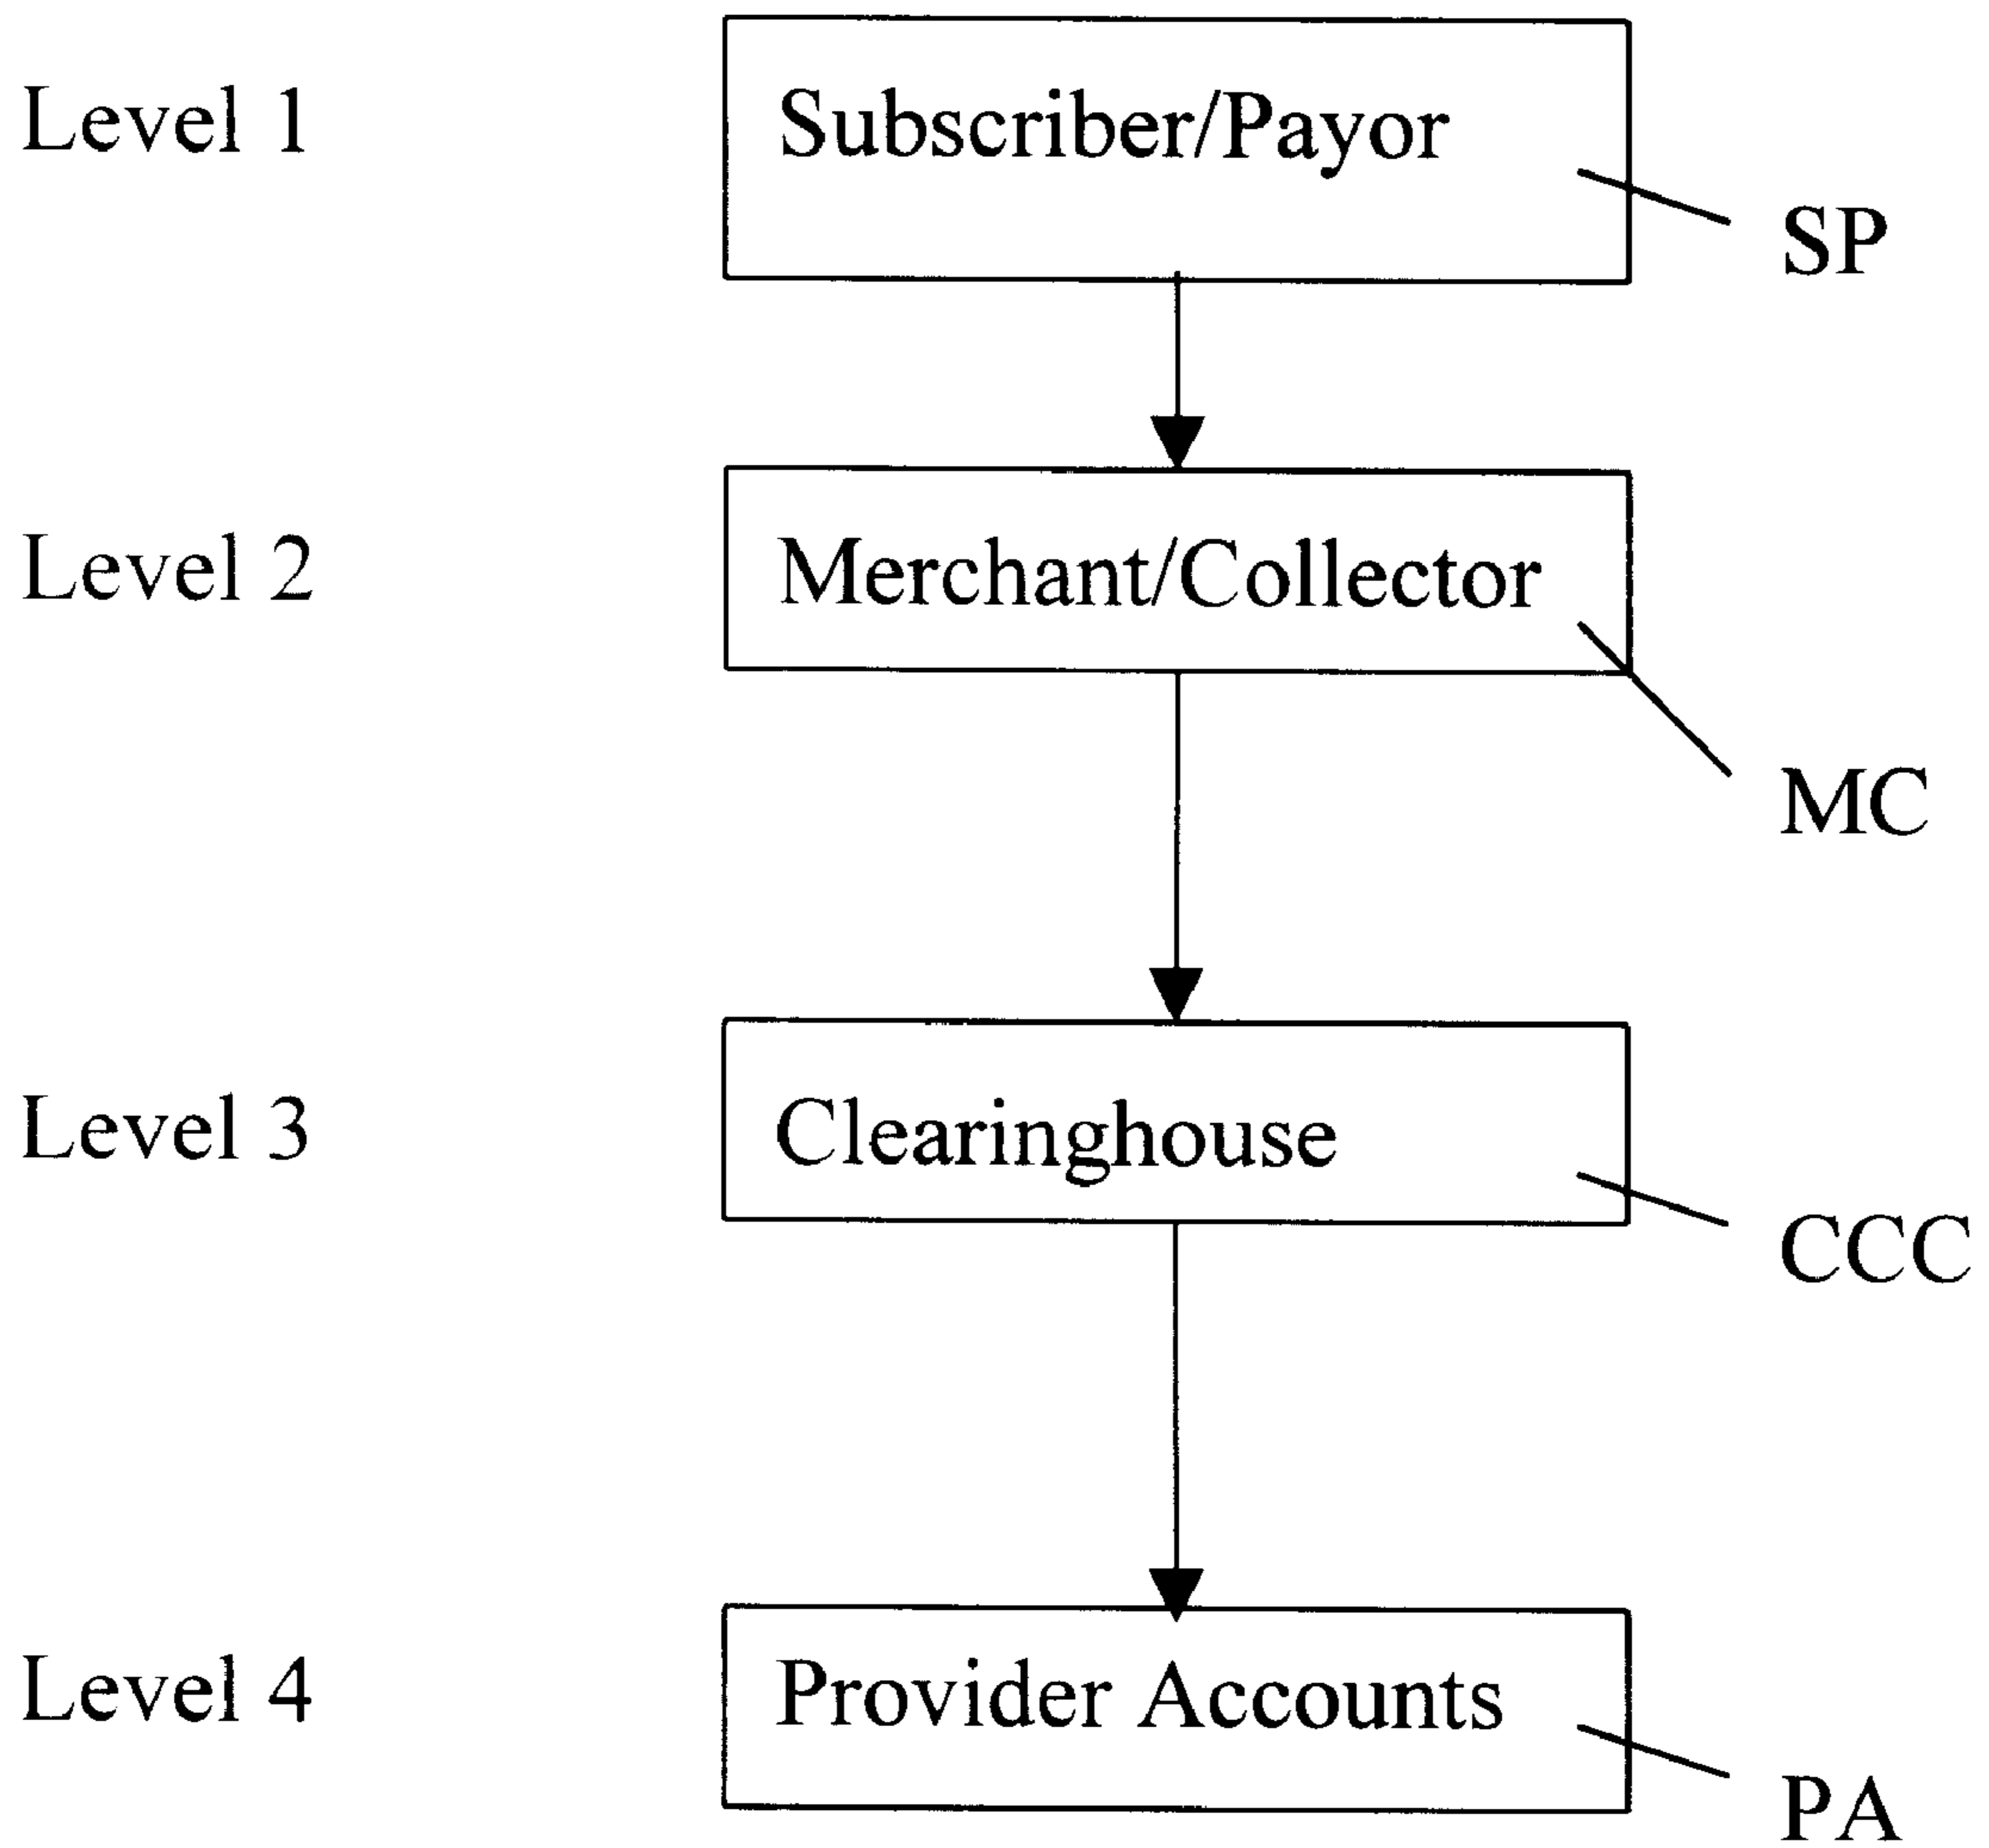 Level 1
Subscriber/Payor
SP
Level 2
Merchant/Collector
MC
Level 3
Clearinghouse
CCC
Level 4
Provider Accounts
PA